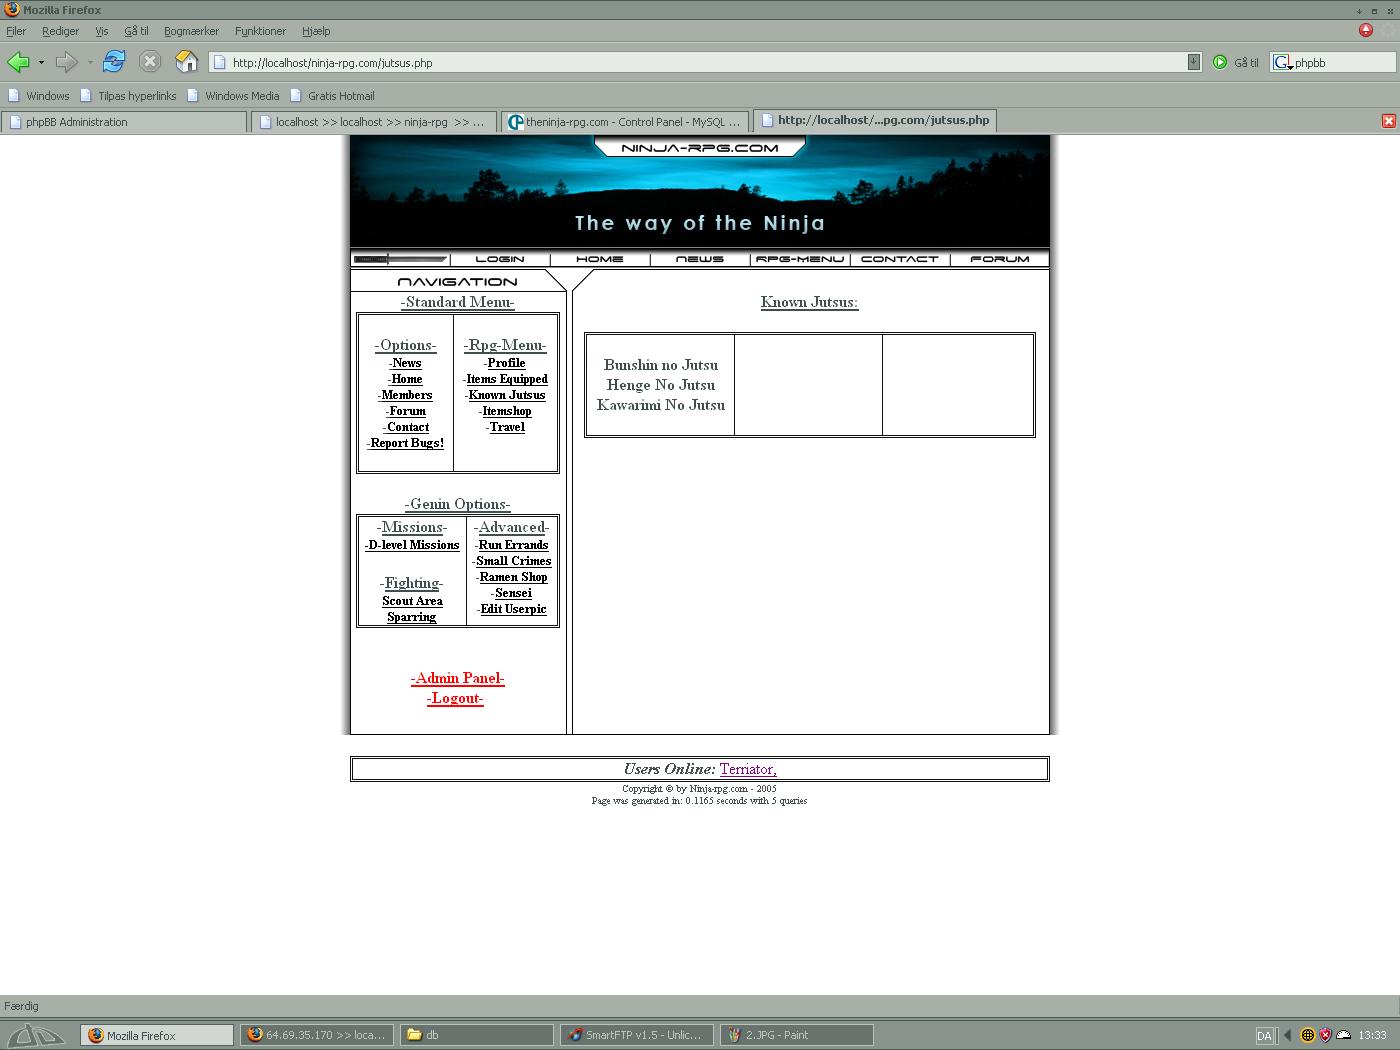 Mozilla Firefox
Filer Rediger Vis Gå til Bogmærker Funktioner Hjælp
http://localhost/ninja-rpg.com/jutsus.php Gå til G phpbb
Windows Tilpas hyperlinks Windows Media Gratis Hotmail
phpBB Administration localhost >> localhost >> ninja-rpg >> ... theninja-rpg.com - Control Panel - MySQL ... http://localhost/...pg.com/jutsus.php
NINJA-RPG.COM
The way of the Ninja
LOGIN HOME NEWS RPG-MENU CONTACT FORUM
NAVIGATION
-Standard Menu-
-Options-
-News
-Home
-Members
-Forum
-Contact
-Report Bugs!
-Rpg-Menu-
-Profile
-Items Equipped
-Known Jutsus
-Itemshop
-Travel
-Genin Options-
-Missions-
-D-level Missions
-Fighting-
Scout Area
Sparring
-Advanced-
-Run Errands
-Small Crimes
-Ramen Shop
-Sensei
-Edit Userpic
-Admin Panel-
-Logout-
Known Jutsus:
Bunshin no Jutsu
Henge No Jutsu
Kawarimi No Jutsu
Users Online: Terriator,
Copyright © by Ninja-rpg.com - 2005
Page was generated in: 0.1165 seconds with 5 queries
Færdig
Mozilla Firefox 64.69.35.170 >> loca... db SmartFTP v1.5 - Unlic... 2.JPG - Paint DA 13:33